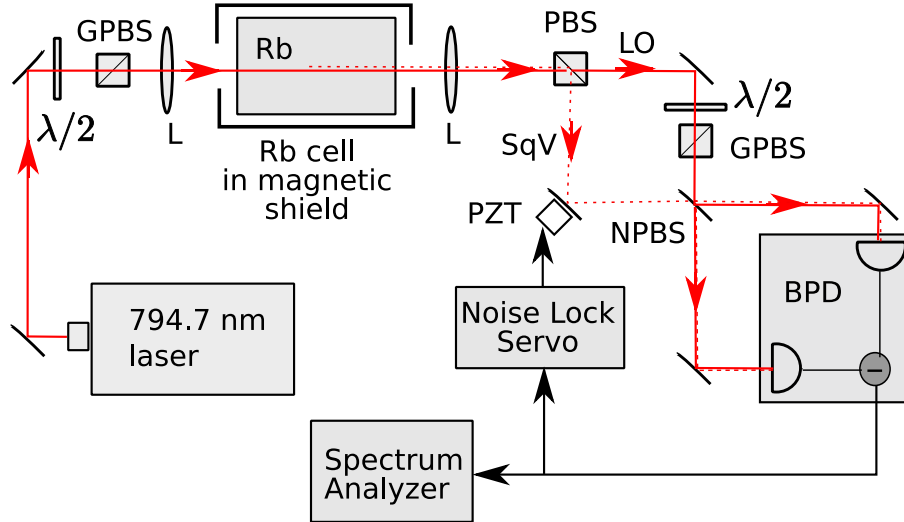 GPBS
Rb
PBS
LO
λ/2
L
L
λ/2
GPBS
Rb cell
in magnetic
shield
SqV
PZT
NPBS
BPD
794.7 nm
laser
Noise Lock
Servo
−
Spectrum
Analyzer